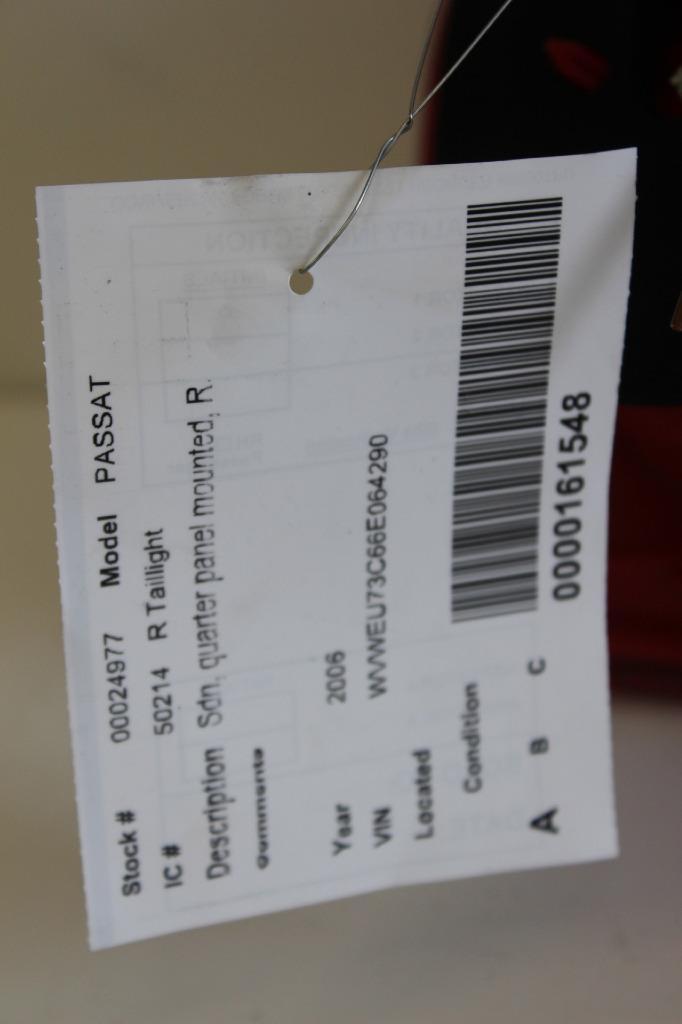 Stock # 00024977 Model PASSAT
IC # 50214 R Taillight
Description Sdn, quarter panel mounted, R.
Comments
Year 2006
VIN WVWEU73C66E064290
Located
Condition
A B C
0000161548